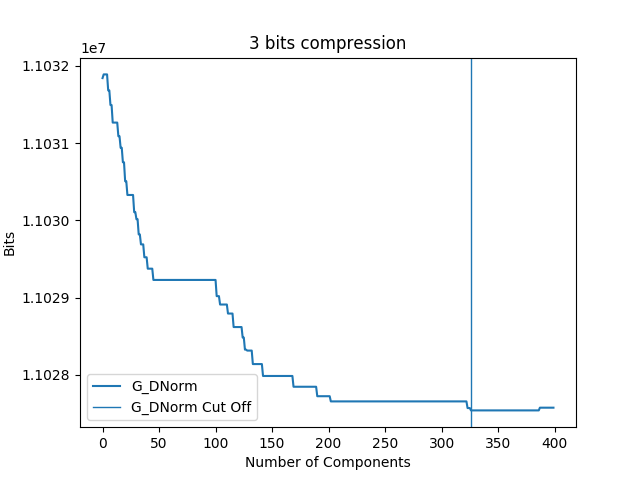 3 bits compression
1e7
1.1032
1.1031
1.1030
1.1029
1.1028
Bits
G_DNorm
G_DNorm Cut Off
0 50 100 150 200 250 300 350 400
Number of Components